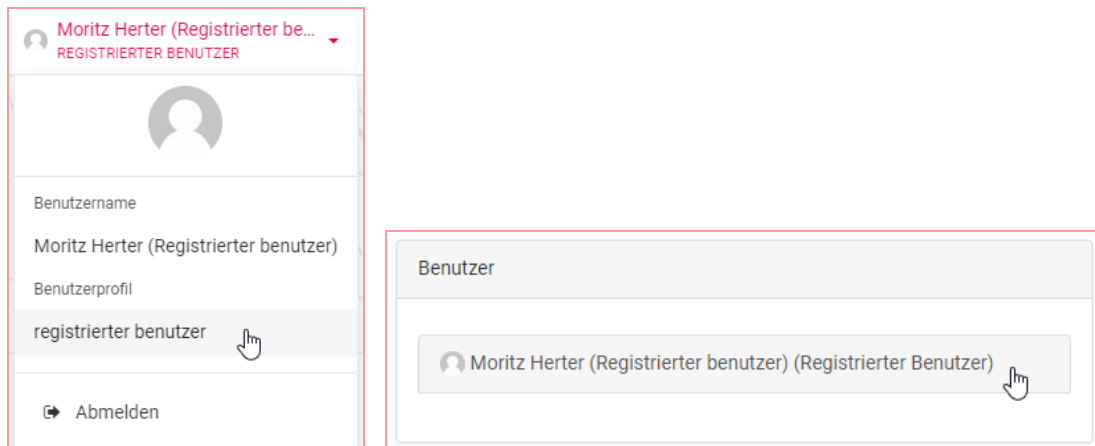 Moritz Herter (Registrierter be...
REGISTRIERTER BENUTZER
Benutzername
Moritz Herter (Registrierter benutzer)
Benutzerprofil
registrierter benutzer
Abmelden
Benutzer
Moritz Herter (Registrierter benutzer) (Registrierter Benutzer)